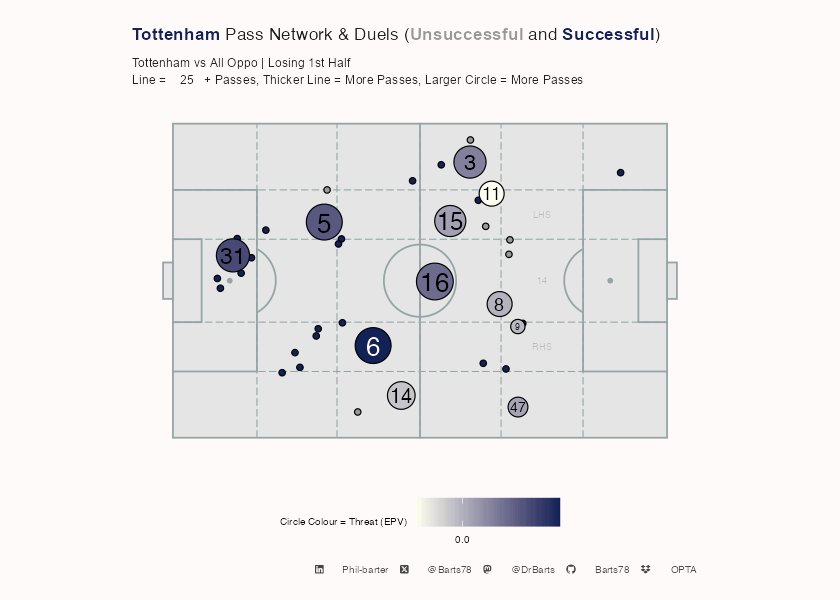 Tottenham Pass Network & Duels (Unsuccessful and Successful)
Tottenham vs All Oppo | Losing 1st Half
Line = 25 + Passes, Thicker Line = More Passes, Larger Circle = More Passes
3
11
LHS
5
15
31
16
14
8
9
6
RHS
14
47
Circle Colour = Threat (EPV)
0.0
Phil-barter @Barts78 @DrBarts Barts78 OPTA